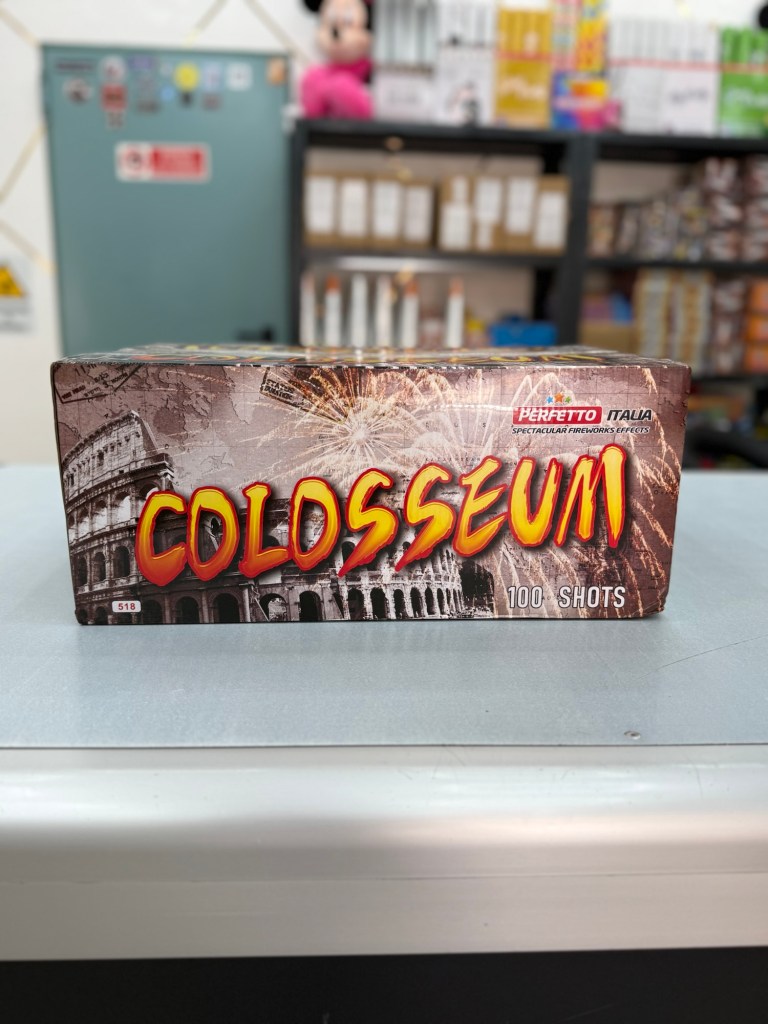 PERFETTO ITALIA
SPECTACULAR FIREWORKS EFFECTS
COLOSSEUM
518
100 SHOTS